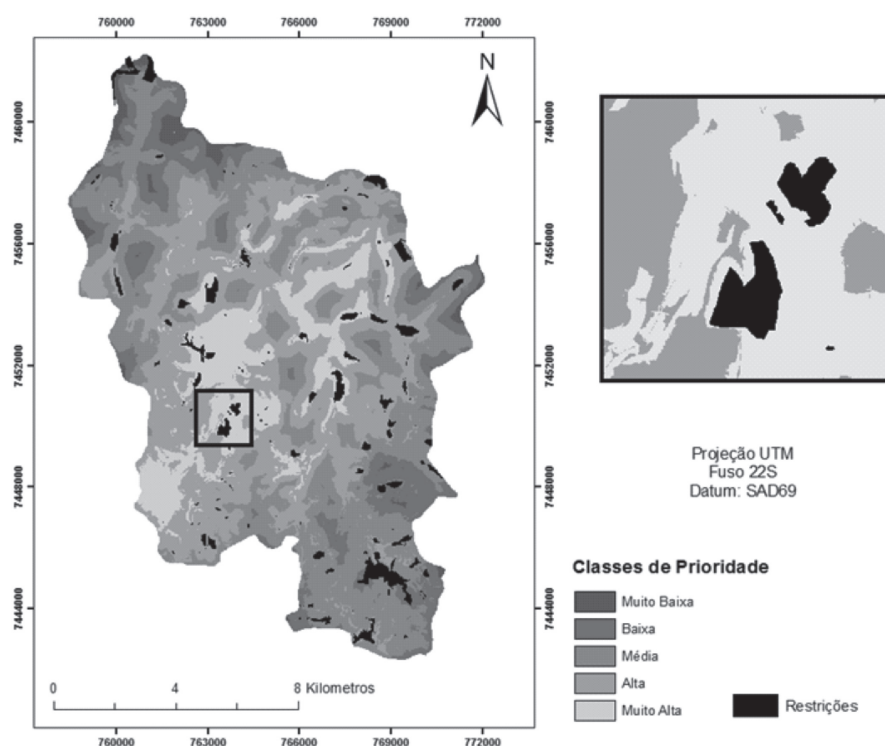 760000 763000 766000 769000 772000
N
7460000 7460000
7456000 7456000
7452000 7452000
7448000 7448000
7444000 7444000
0 4 8 Kilometros
760000 763000 766000 769000 772000
Projeção UTM
Fuso 22S
Datum: SAD69
Classes de Prioridade
Muito Baixa
Baixa
Média
Alta
Muito Alta
Restrições